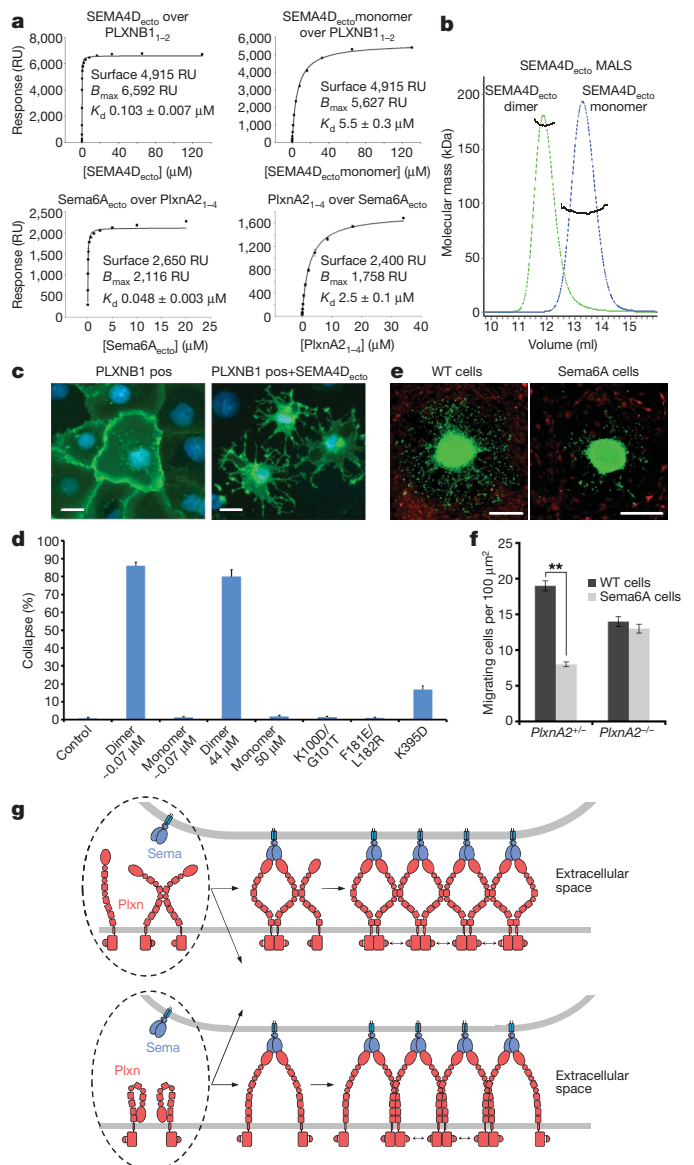 a
SEMA4Decto over
PLXNB11–2
Response (RU)
8,000
7,000
6,000
5,000
4,000
3,000
2,000
1,000
0
Surface 4,915 RU
Bmax 6,592 RU
Kd 0.103 ± 0.007 μM
0 40 80 120
[SEMA4Decto] (μM)
SEMA4Dectomonomer
over PLXNB11–2
6,000
5,000
4,000
3,000
2,000
1,000
0
Surface 4,915 RU
Bmax 5,627 RU
Kd 5.5 ± 0.3 μM
0 40 80 120
[SEMA4Dectomonomer] (μM)
Sema6Aecto over PlxnA21–4
Response (RU)
2,500
2,000
1,500
1,000
500
0
Surface 2,650 RU
Bmax 2,116 RU
Kd 0.048 ± 0.003 μM
0 5 10 15 20 25
[Sema6Aecto] (μM)
PlxnA21–4 over Sema6Aecto
1,600
1,200
800
400
0
Surface 2,400 RU
Bmax 1,758 RU
Kd 2.5 ± 0.1 μM
0 10 20 30 40
[PlxnA21–4] (μM)
b
SEMA4Decto MALS
SEMA4Decto
dimer
SEMA4Decto
monomer
Molecular mass (kDa)
200
150
100
50
0
10 11 12 13 14 15
Volume (ml)
c
PLXNB1 pos
PLXNB1 pos+SEMA4Decto
e
WT cells
Sema6A cells
d
Collapse (%)
100
90
80
70
60
50
40
30
20
10
0
Control
Dimer
~0.07 μM
Monomer
~0.07 μM
Dimer
44 μM
Monomer
50 μM
K100D/
G101T
F181E/
L182R
K395D
f
Migrating cells per 100 μm2
25
20
15
10
5
0
**
WT cells
Sema6A cells
PlxnA2+/–
PlxnA2–/–
g
Sema
Plxn
Extracellular
space
Sema
Plxn
Extracellular
space